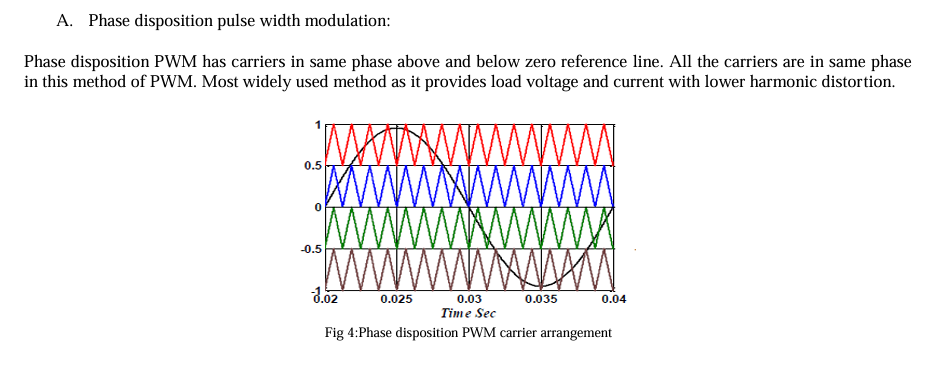 A. Phase disposition pulse width modulation:
Phase disposition PWM has carriers in same phase above and below zero reference line. All the carriers are in same phase
in this method of PWM. Most widely used method as it provides load voltage and current with lower harmonic distortion.
1
0.5
0
-0.5
-1
0.02 0.025 0.03 0.035 0.04
Time Sec
Fig 4:Phase disposition PWM carrier arrangement